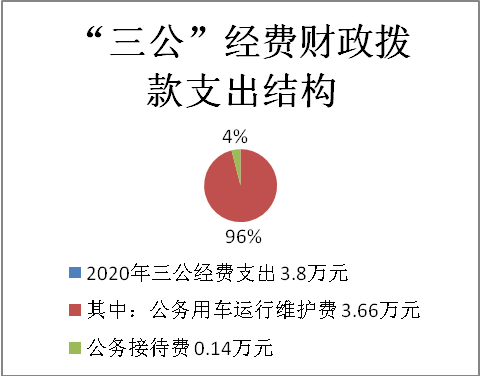 “三公”经费财政拨
款支出结构
4%
96%
2020年三公经费支出 3.8万元
其中：公务用车运行维护费 3.66万元
公务接待费 0.14万元